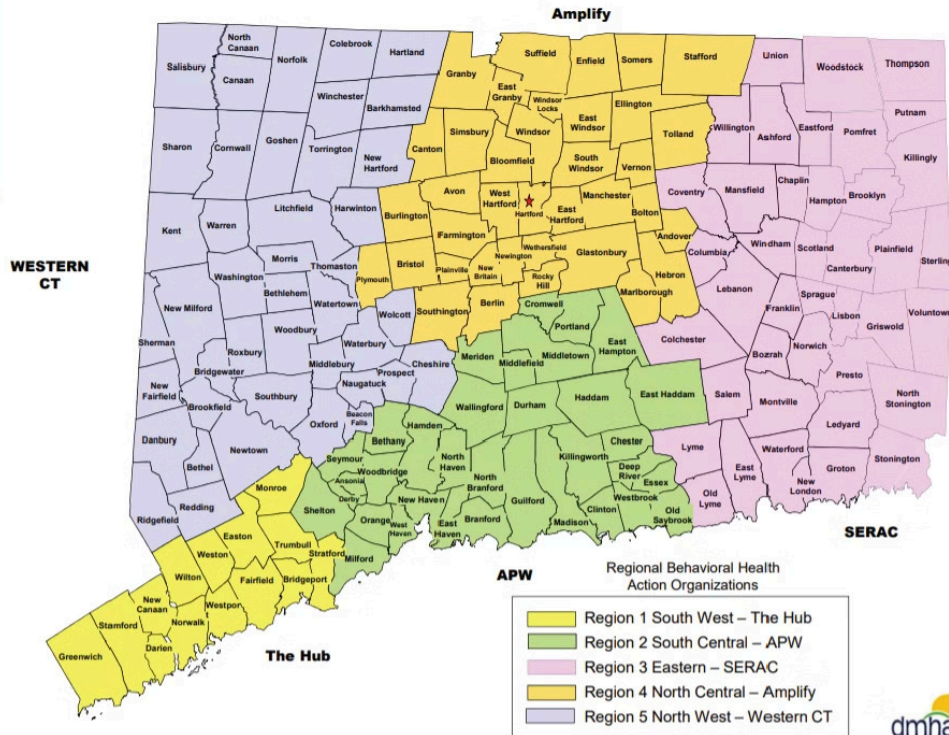 Amplify
WESTERN
CT
APW
The Hub
SERAC
North
Canaan
Colebrook
Hartland
Salisbury
Canaan
Norfolk
Winchester
Barkhamsted
Sharon
Cornwall
Goshen
Torrington
New
Hartford
Kent
Warren
Litchfield
Harwinton
Washington
Morris
Thomaston
Bethlehem
Watertown
New Milford
Sherman
Roxbury
Woodbury
Waterbury
Wolcott
Middlebury
Prospect
Cheshire
Naugatuck
Bridgewater
New
Fairfield
Brookfield
Southbury
Oxford
Beacon
Falls
Danbury
Bethel
Newtown
Redding
Ridgefield
Granby
Suffield
Enfield
Somers
Stafford
East
Granby
Windsor
Locks
Ellington
Simsbury
Windsor
East
Windsor
Tolland
Canton
Bloomfield
South
Windsor
Vernon
Avon
West
Hartford
Hartford
East
Hartford
Manchester
Bolton
Burlington
Farmington
Wethersfield
Newington
Glastonbury
Andover
Plymouth
Bristol
Plainville
New
Britain
Rocky
Hill
Hebron
Marlborough
Southington
Berlin
Union
Woodstock
Thompson
Putnam
Willington
Ashford
Eastford
Pomfret
Killingly
Coventry
Mansfield
Chaplin
Hampton
Brooklyn
Columbia
Windham
Scotland
Plainfield
Sterling
Canterbury
Lebanon
Franklin
Sprague
Lisbon
Griswold
Voluntow
Colchester
Bozrah
Norwich
Presto
North
Stonington
Salem
Montville
Ledyard
Lyme
Waterford
Groton
Stonington
East
Lyme
New
London
Old
Lyme
Cromwell
Portland
East
Hampton
Meriden
Middlefield
Middletown
Wallingford
Durham
Haddam
East Haddam
Hamden
Bethany
Seymour
Woodbridge
Ansonia
Derby
North
Haven
North
Branford
Killingworth
Chester
Deep
River
Essex
Westbrook
Shelton
New Haven
Orange
West
Haven
East
Haven
Branford
Guilford
Madison
Clinton
Old
Saybrook
Milford
Monroe
Easton
Trumbull
Stratford
Weston
Wilton
Fairfield
Bridgeport
New
Canaan
Westpor
Stamford
Norwalk
Greenwich
Darien
Regional Behavioral Health
Action Organizations
Region 1 South West – The Hub
Region 2 South Central – APW
Region 3 Eastern – SERAC
Region 4 North Central – Amplify
Region 5 North West – Western CT
dmha